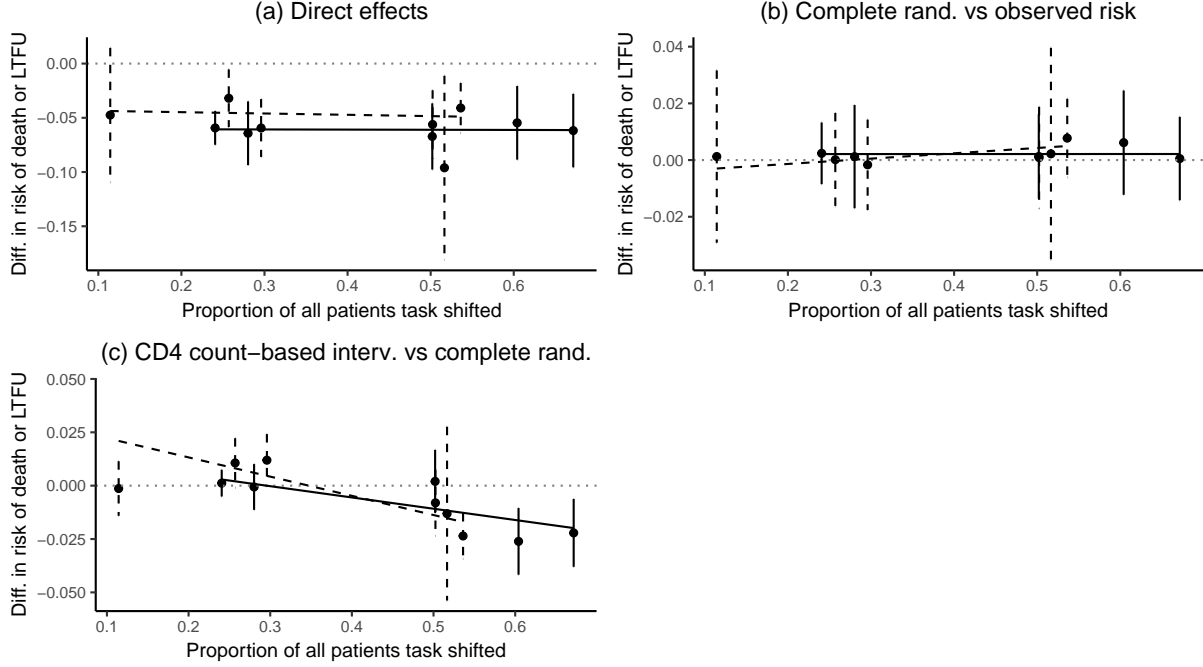 (a) Direct effects
Diff. in risk of death or LTFU
0.00
−0.05
−0.10
−0.15
0.1 0.2 0.3 0.4 0.5 0.6
Proportion of all patients task shifted
(b) Complete rand. vs observed risk
Diff. in risk of death or LTFU
0.04
0.02
0.00
−0.02
0.1 0.2 0.3 0.4 0.5 0.6
Proportion of all patients task shifted
(c) CD4 count−based interv. vs complete rand.
Diff. in risk of death or LTFU
0.050
0.025
0.000
−0.025
−0.050
0.1 0.2 0.3 0.4 0.5 0.6
Proportion of all patients task shifted